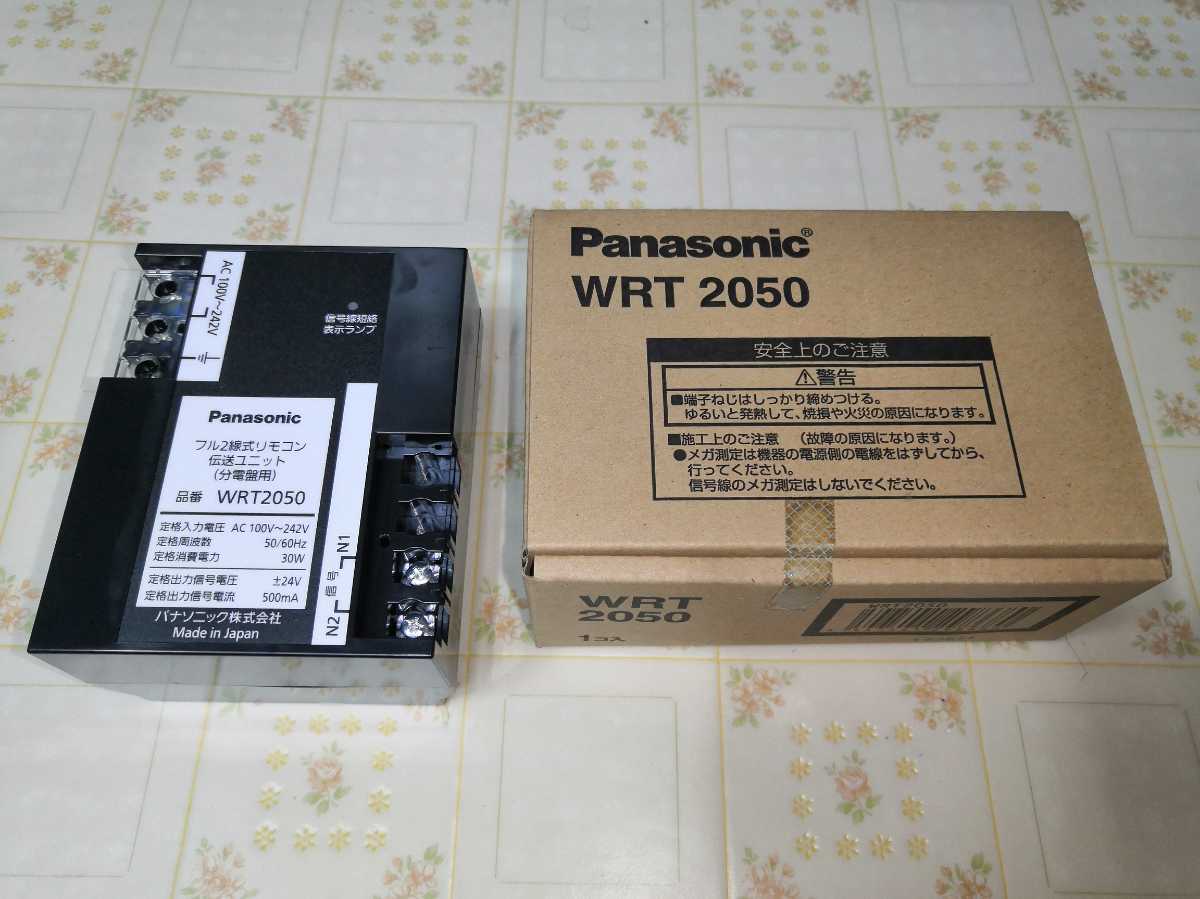 AC 100V～242V
信号線短絡
表示ランプ
Panasonic
フル2線式リモコン
伝送ユニット
（分電盤用）
品番 WRT2050
定格入力電圧 AC 100V～242V
定格周波数 50/60Hz
定格消費電力 30W
定格出力信号電圧 ±24V
定格出力信号電流 500mA
パナソニック株式会社
Made in Japan
N2 信号 N1
Panasonic®
WRT 2050
安全上のご注意
⚠警告
■端子ねじはしっかり締めつける。
ゆるいと発熱して、焼損や火災の原因になります。
■施工上のご注意 （故障の原因になります。）
●メガ測定は機器の電源側の電線をはずしてから、
行ってください。
信号線のメガ測定はしないでください。
WRT
2050
1コ入
WRT2050